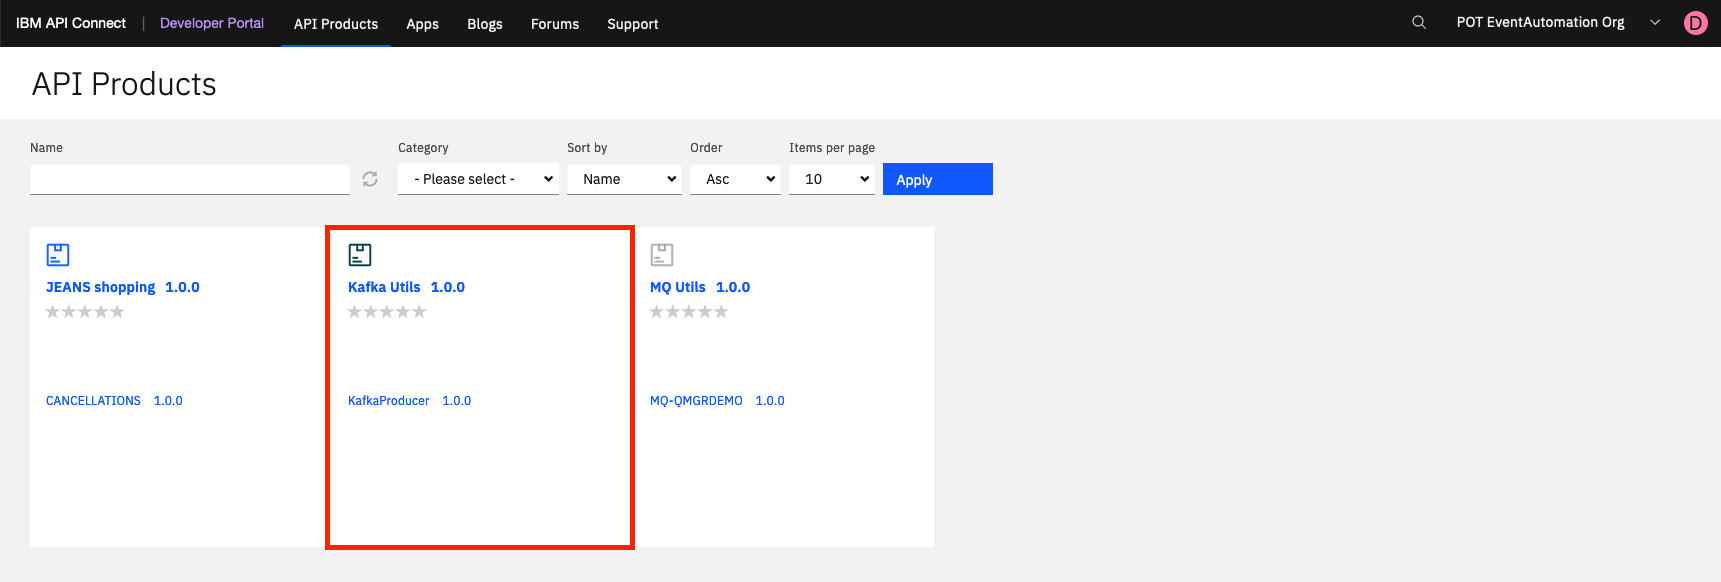 IBM API Connect | Developer Portal API Products Apps Blogs Forums Support POT EventAutomation Org D
API Products
Name Category Sort by Order Items per page
- Please select - Name Asc 10 Apply
JEANS shopping 1.0.0 Kafka Utils 1.0.0 MQ Utils 1.0.0
CANCELLATIONS 1.0.0 KafkaProducer 1.0.0 MQ-QMGRDEMO 1.0.0